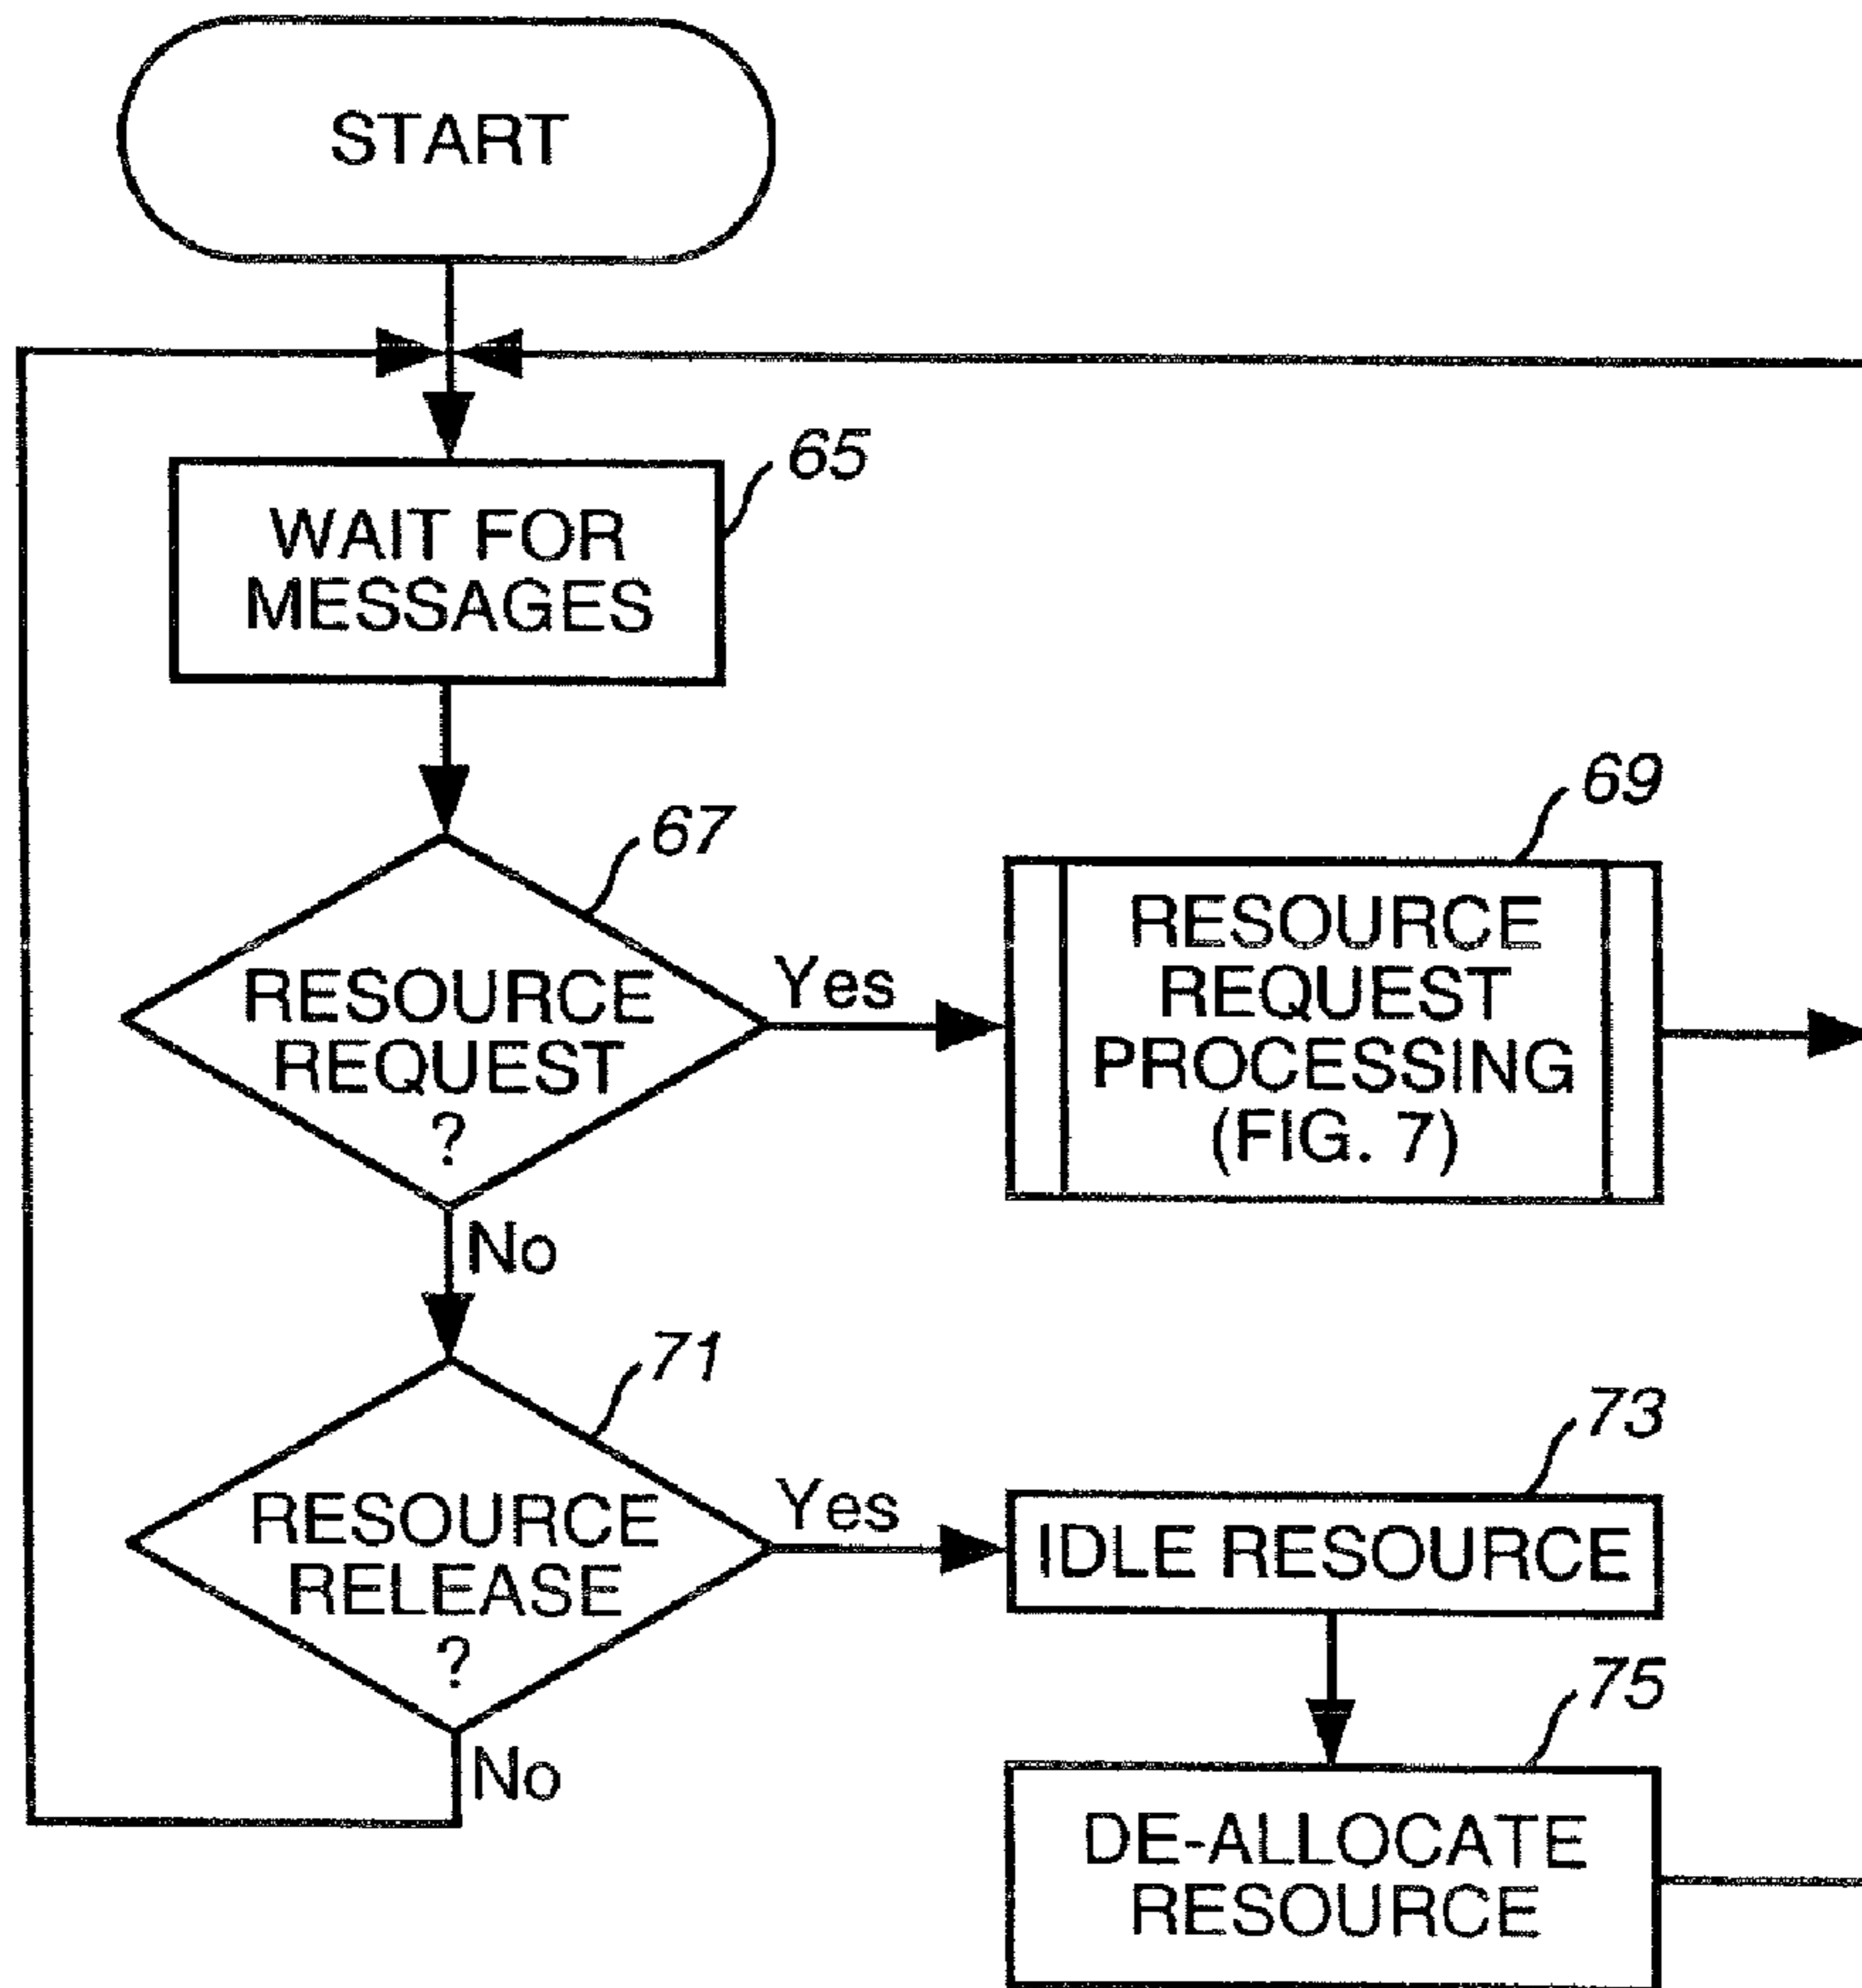 START
65
WAIT FOR
MESSAGES
67
RESOURCE
REQUEST
?
Yes
69
RESOURCE
REQUEST
PROCESSING
(FIG. 7)
No
71
RESOURCE
RELEASE
?
Yes
73
IDLE RESOURCE
No
75
DE-ALLOCATE
RESOURCE